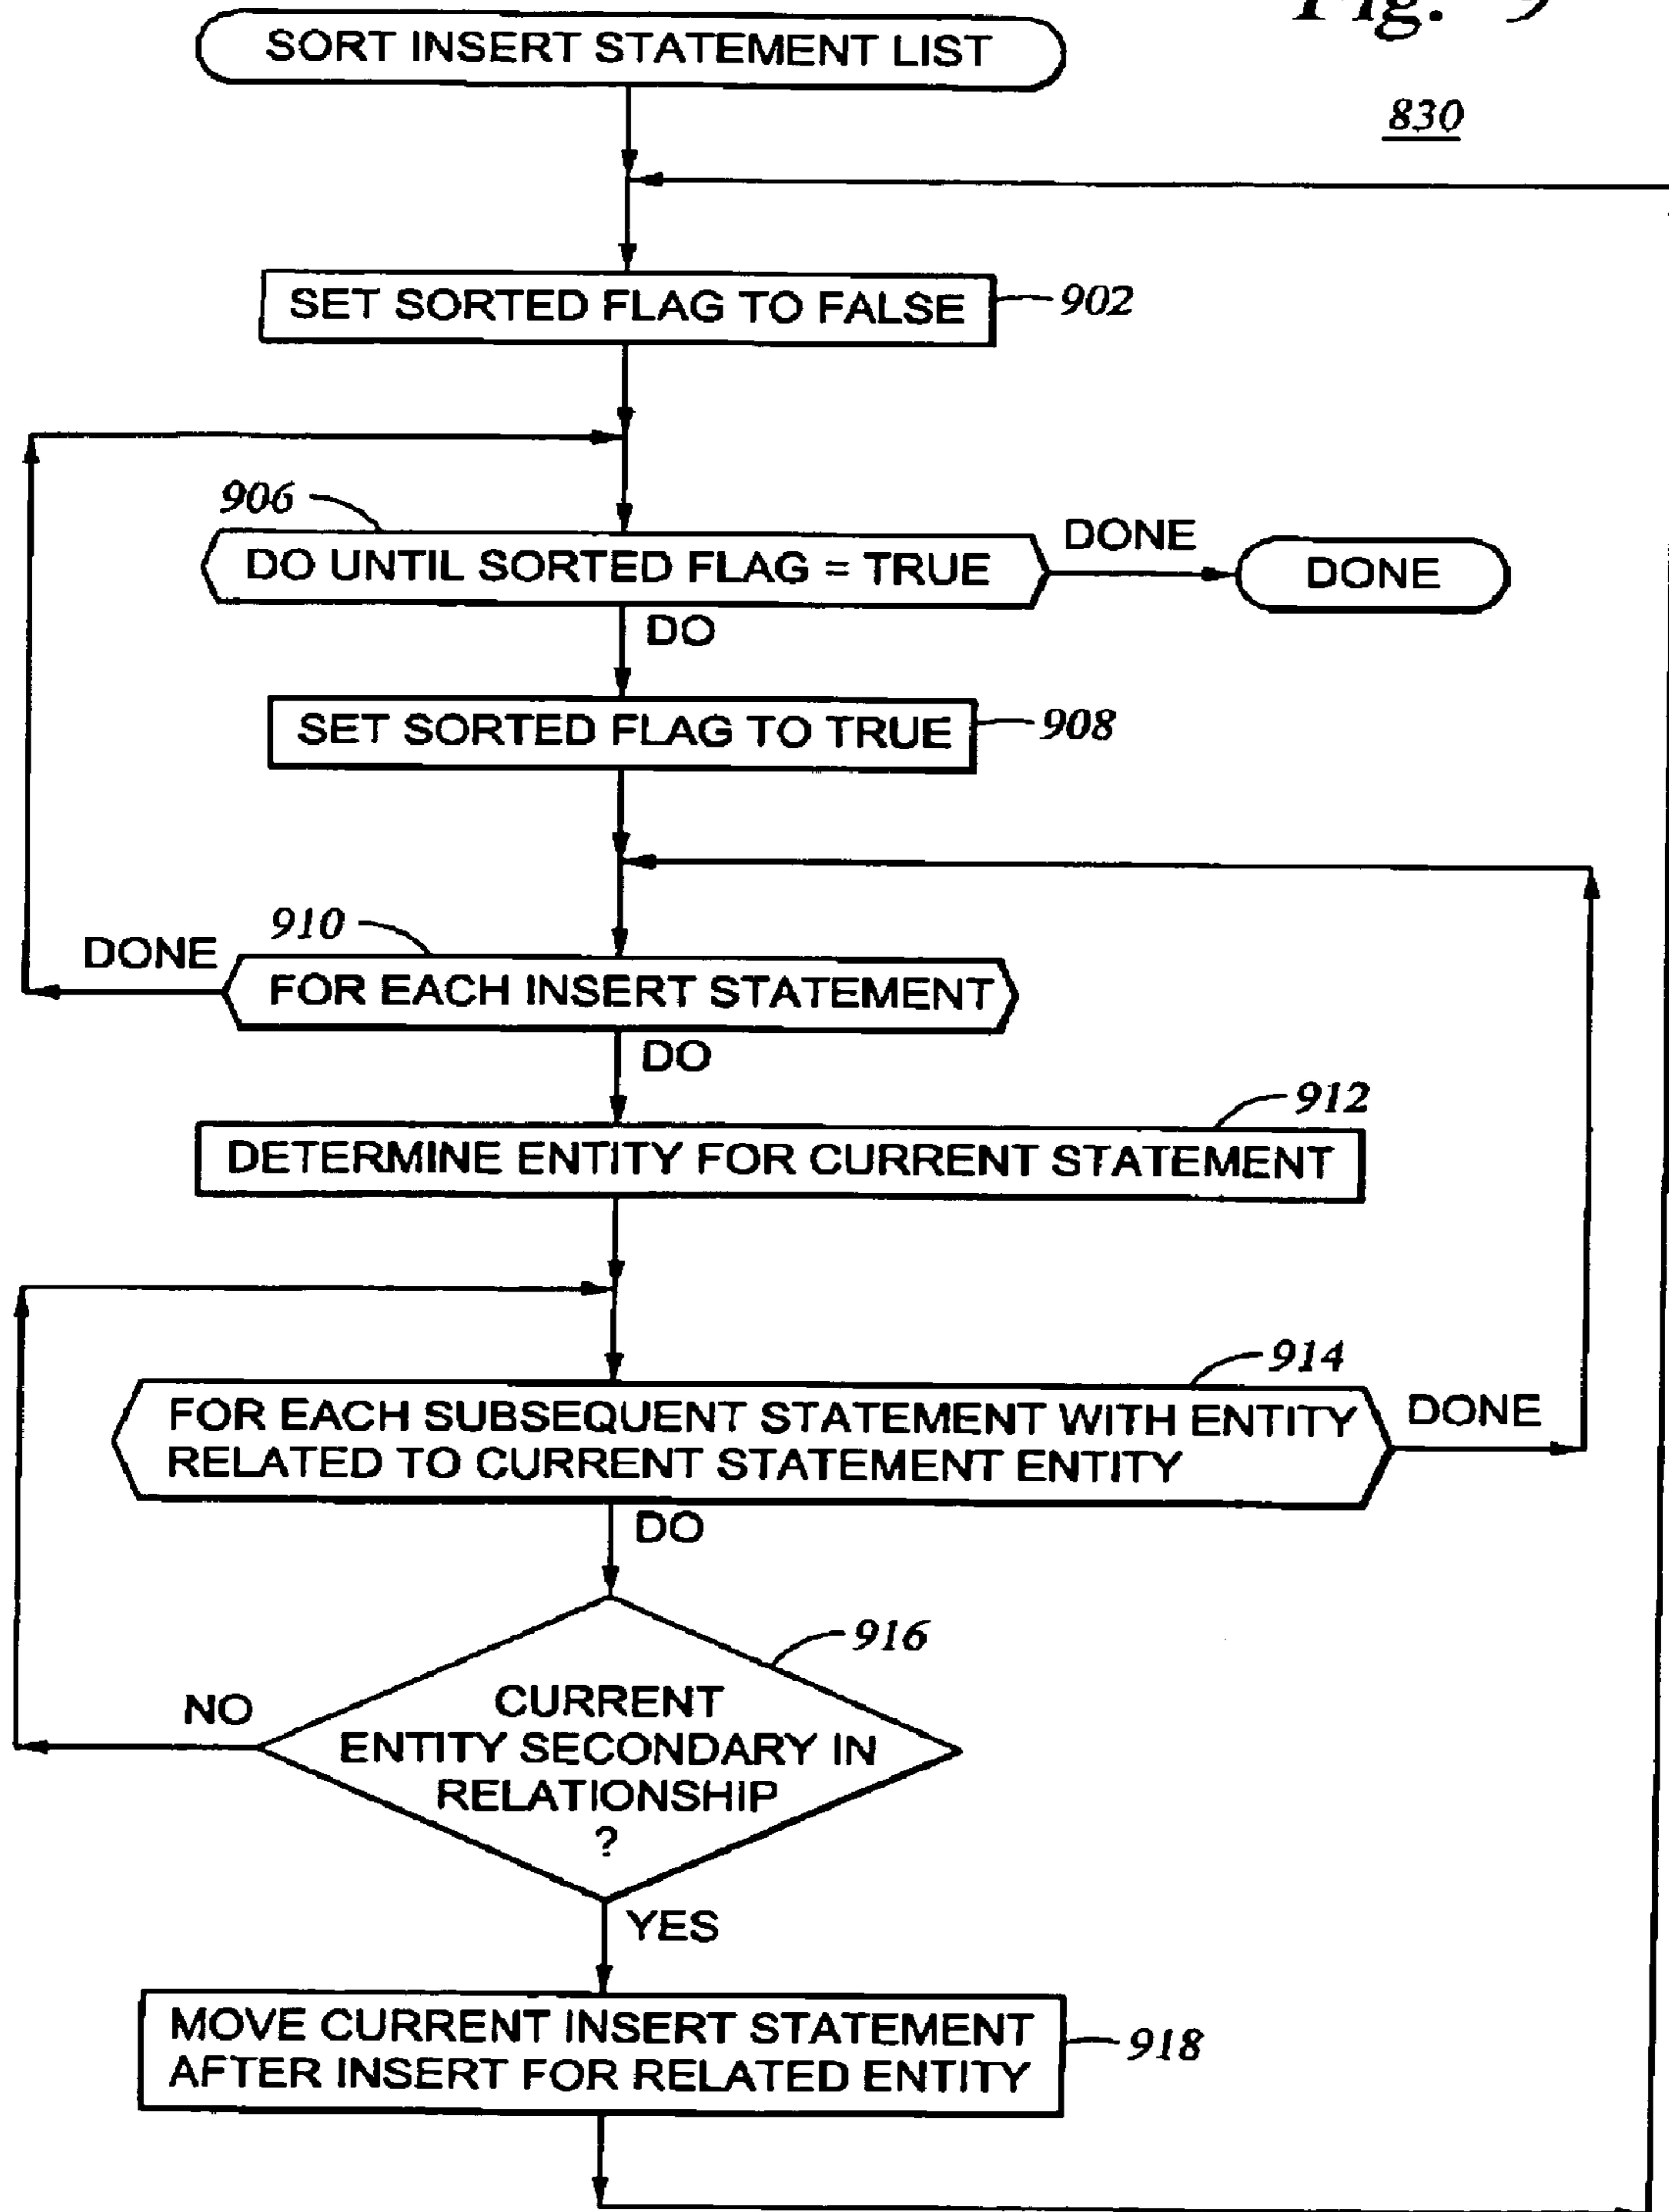 Fig. 9
SORT INSERT STATEMENT LIST
830
SET SORTED FLAG TO FALSE
902
906
DO UNTIL SORTED FLAG = TRUE
DONE
DONE
DO
SET SORTED FLAG TO TRUE
908
910
DONE
FOR EACH INSERT STATEMENT
DO
912
DETERMINE ENTITY FOR CURRENT STATEMENT
914
FOR EACH SUBSEQUENT STATEMENT WITH ENTITY
RELATED TO CURRENT STATEMENT ENTITY
DONE
DO
916
NO
CURRENT
ENTITY SECONDARY IN
RELATIONSHIP
?
YES
MOVE CURRENT INSERT STATEMENT
AFTER INSERT FOR RELATED ENTITY
918